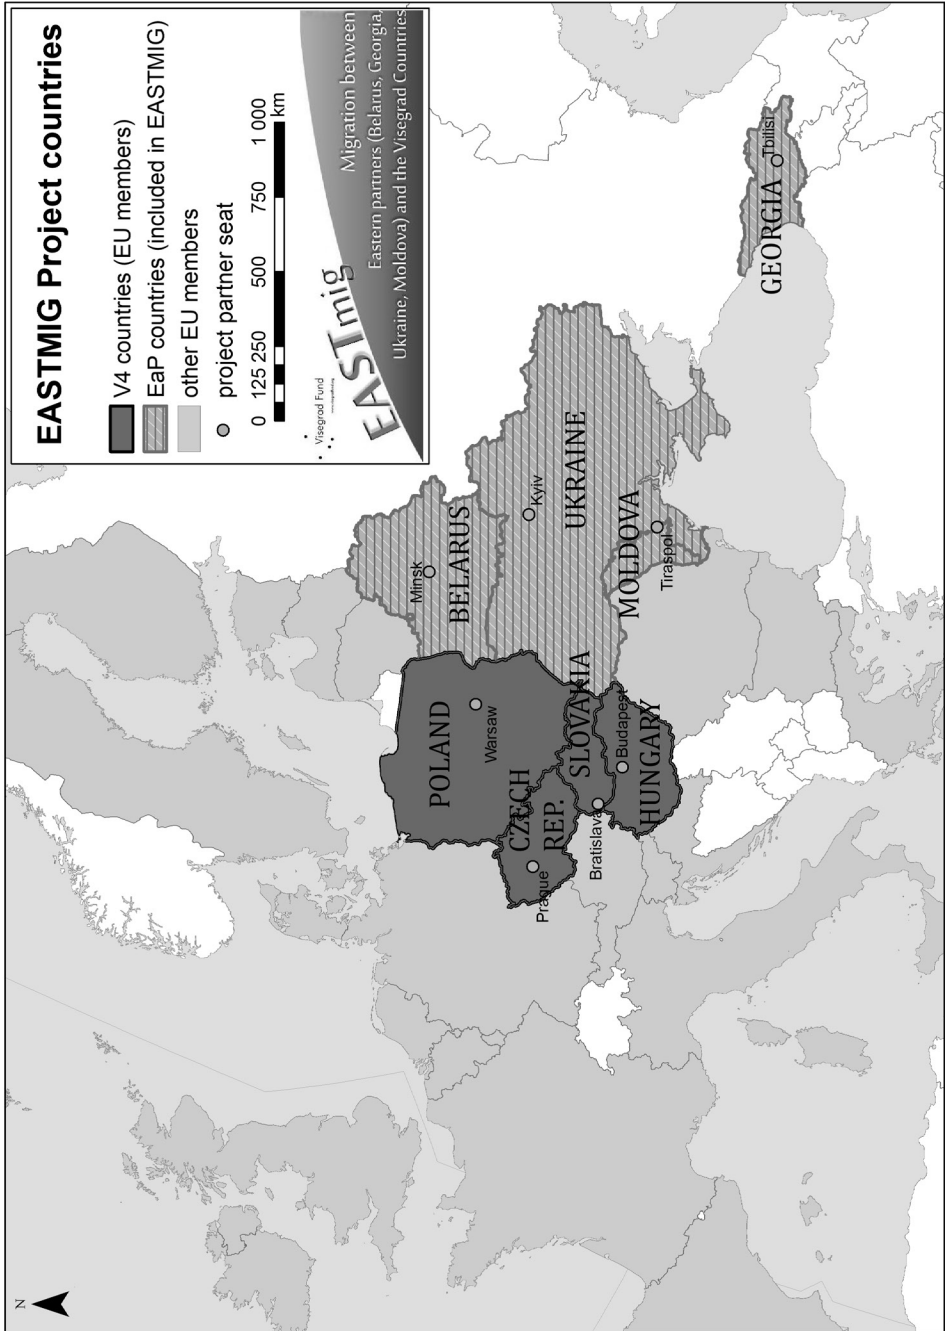 EASTMIG Project countries
V4 countries (EU members)
EaP countries (included in EASTMIG)
other EU members
project partner seat
0 125 250 500 750 1 000
km
Visegrad Fund
EASTmig
Migration between
Eastern partners (Belarus, Georgia,
Ukraine, Moldova) and the Visegrad Countries
N
Minsk
BELARUS
POLAND
Warsaw
Kyiv
UKRAINE
CZECH
REP.
Prague
SLOVAKIA
Bratislava
Budapest
HUNGARY
MOLDOVA
Tiraspol
GEORGIA
Tbilisi